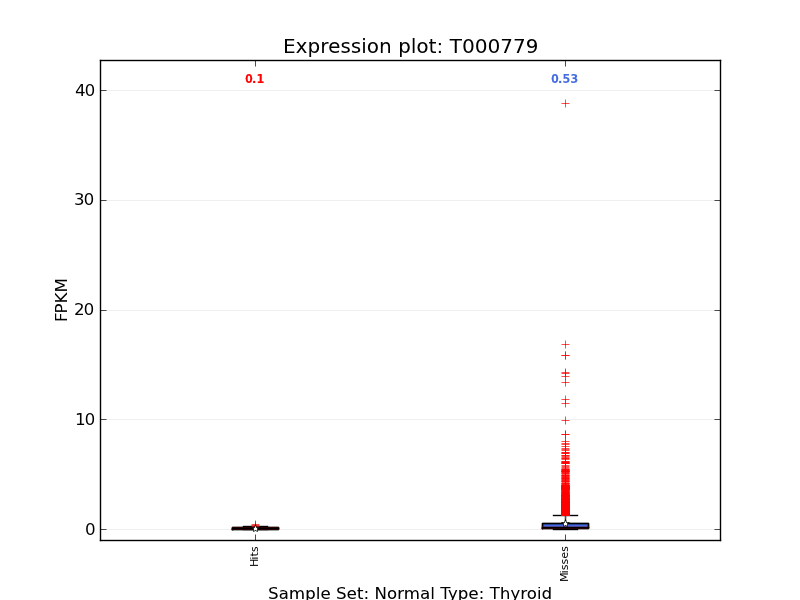 Expression plot: T000779
0.1
0.53
40
30
20
10
0
FPKM
Hits
Misses
Sample Set: Normal Type: Thyroid